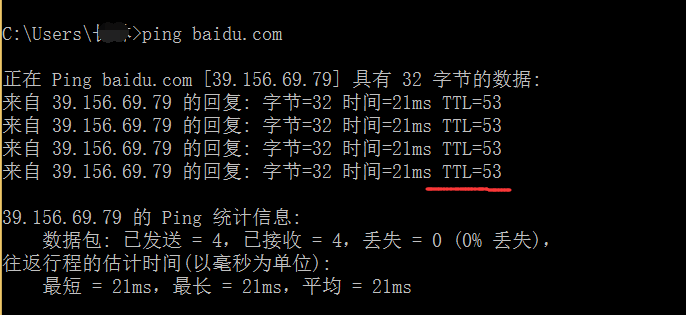 C:\Users\>ping baidu.com
正在 Ping baidu.com [39.156.69.79] 具有 32 字节的数据:
来自 39.156.69.79 的回复: 字节=32 时间=21ms TTL=53
来自 39.156.69.79 的回复: 字节=32 时间=21ms TTL=53
来自 39.156.69.79 的回复: 字节=32 时间=21ms TTL=53
来自 39.156.69.79 的回复: 字节=32 时间=21ms TTL=53
39.156.69.79 的 Ping 统计信息:
数据包: 已发送 = 4，已接收 = 4，丢失 = 0 (0% 丢失)，
往返行程的估计时间(以毫秒为单位):
最短 = 21ms，最长 = 21ms，平均 = 21ms